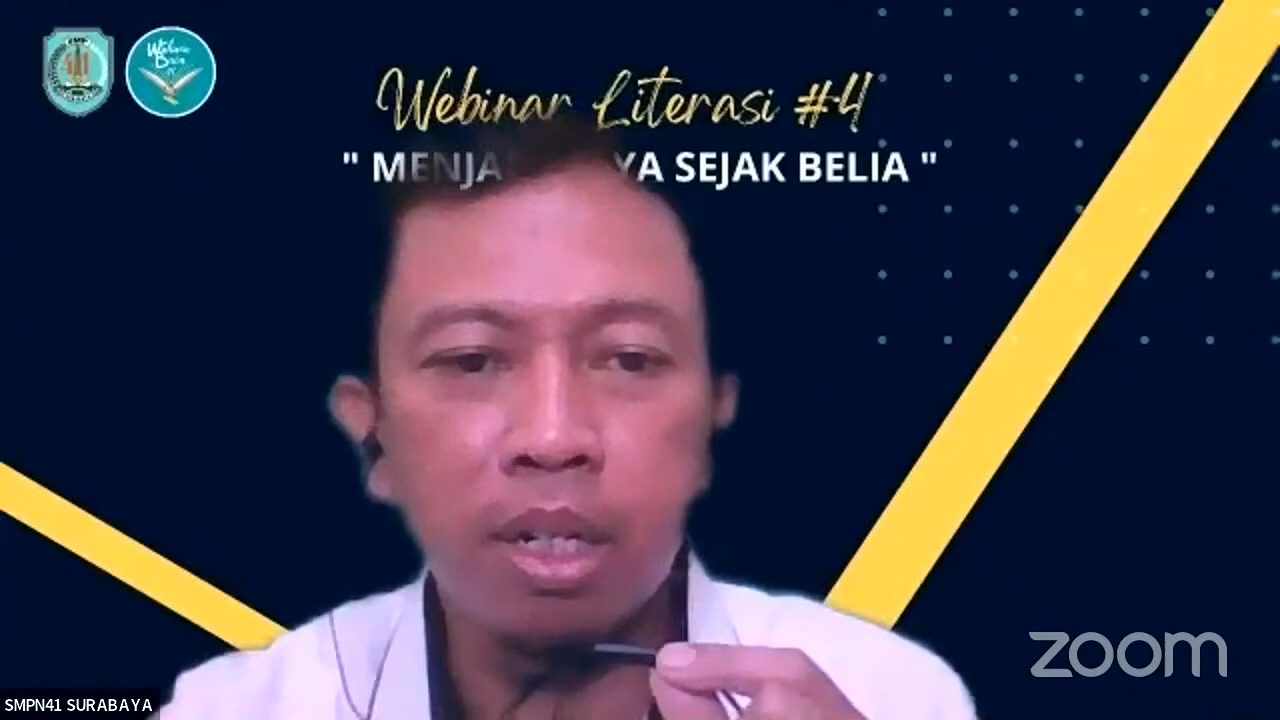 Webinar Literasi #4
" MENJA YA SEJAK BELIA "
zoom
SMPN41 SURABAYA